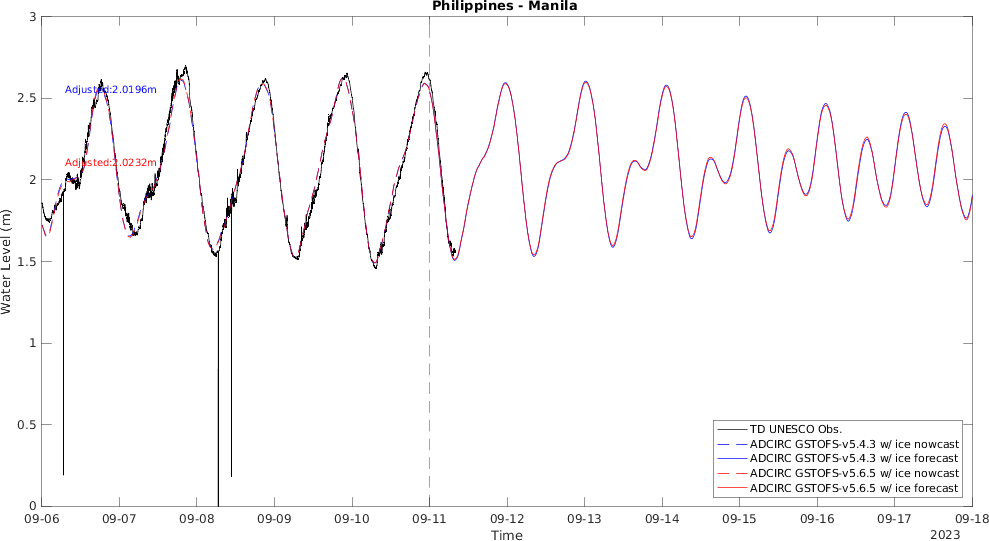 Philippines - Manila
3
2.5
2
1.5
1
0.5
0
Water Level (m)
Adjusted:2.0196m
Adjusted:2.0232m
TD UNESCO Obs.
ADCIRC GSTOFS-v5.4.3 w/ ice nowcast
ADCIRC GSTOFS-v5.4.3 w/ ice forecast
ADCIRC GSTOFS-v5.6.5 w/ ice nowcast
ADCIRC GSTOFS-v5.6.5 w/ ice forecast
09-06 09-07 09-08 09-09 09-10 09-11 09-12 09-13 09-14 09-15 09-16 09-17 09-18
Time
2023